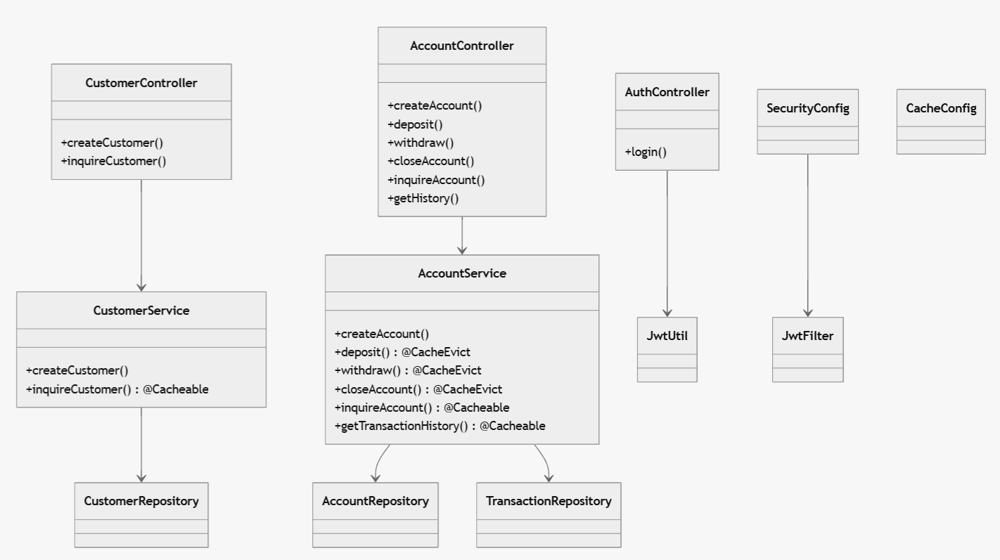 CustomerController
+createCustomer()
+inquireCustomer()
AccountController
+createAccount()
+deposit()
+withdraw()
+closeAccount()
+inquireAccount()
+getHistory()
AuthController
+login()
SecurityConfig
CacheConfig
CustomerService
+createCustomer()
+inquireCustomer() : @Cacheable
AccountService
+createAccount()
+deposit() : @CacheEvict
+withdraw() : @CacheEvict
+closeAccount() : @CacheEvict
+inquireAccount() : @Cacheable
+getTransactionHistory() : @Cacheable
JwtUtil
JwtFilter
CustomerRepository
AccountRepository
TransactionRepository